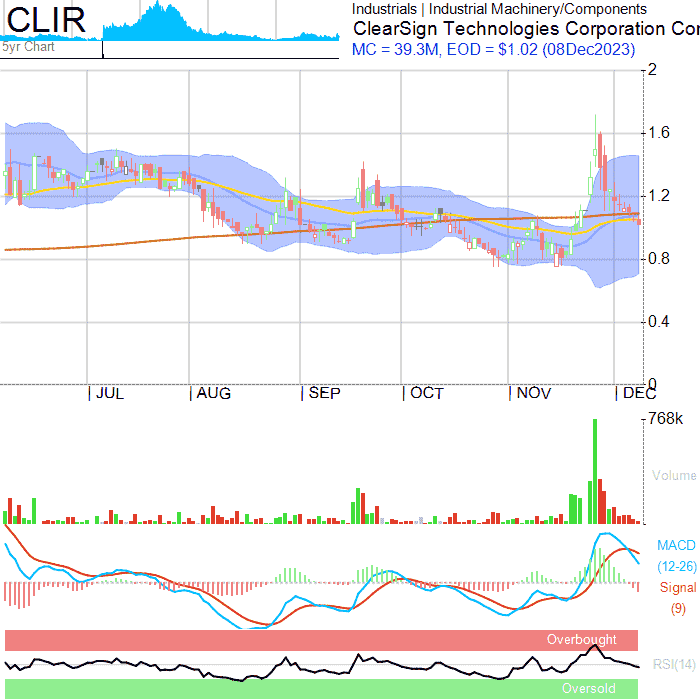 CLIR
5yr Chart
Industrials | Industrial Machinery/Components
ClearSign Technologies Corporation Cor
MC = 39.3M, EOD = $1.02 (08Dec2023)
2
1.6
1.2
0.8
0.4
0
JUL AUG SEP OCT NOV DEC
768k
Volume
MACD
(12-26)
Signal
(9)
Overbought
RSI(14)
Oversold